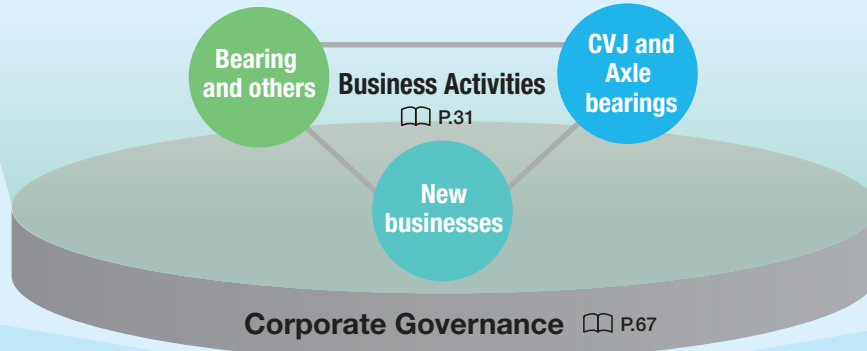 Bearing
and others
CVJ and
Axle
bearings
Business Activities
P.31
New
businesses
Corporate Governance P.67